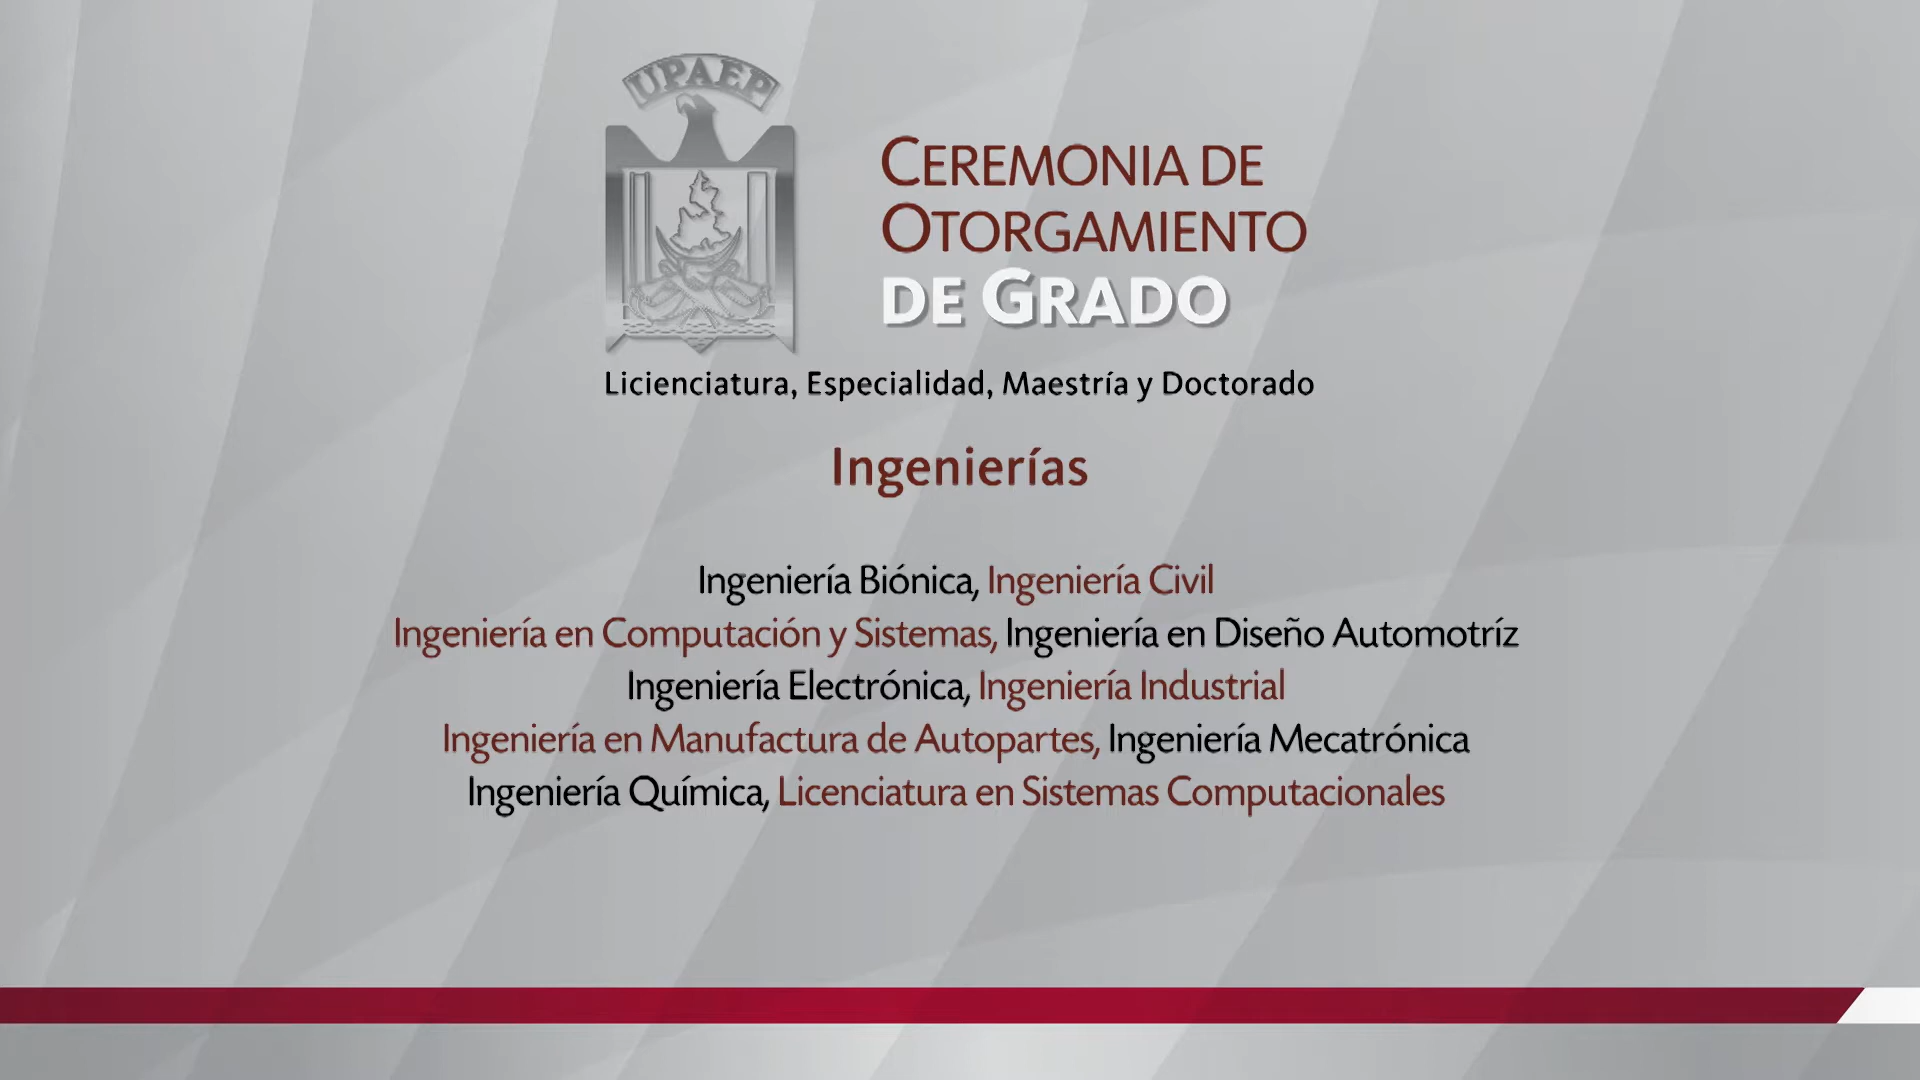 UPAEP
CEREMONIA DE
OTORGAMIENTO
DE GRADO
Licienciatura, Especialidad, Maestría y Doctorado
Ingenierías
Ingeniería Biónica, Ingeniería Civil
Ingeniería en Computación y Sistemas, Ingeniería en Diseño Automotríz
Ingeniería Electrónica, Ingeniería Industrial
Ingeniería en Manufactura de Autopartes, Ingeniería Mecatrónica
Ingeniería Química, Licenciatura en Sistemas Computacionales